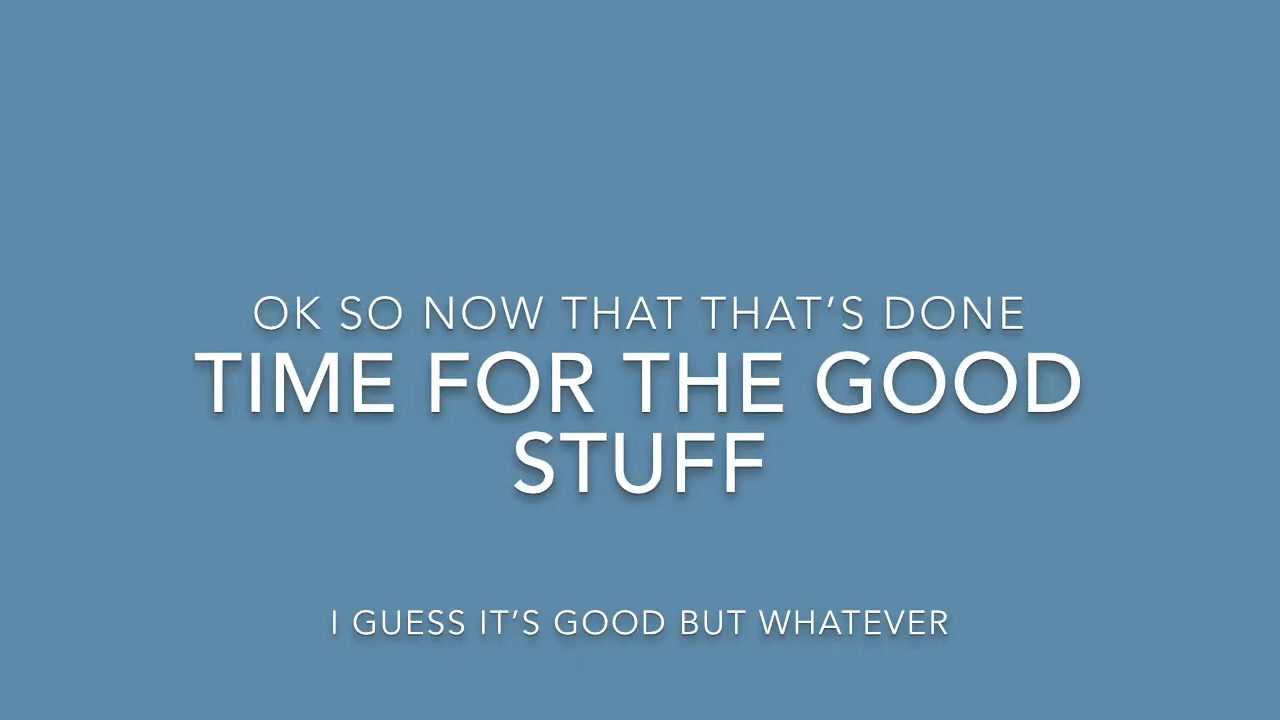 OK SO NOW THAT THAT’S DONE
TIME FOR THE GOOD
STUFF
I GUESS IT’S GOOD BUT WHATEVER